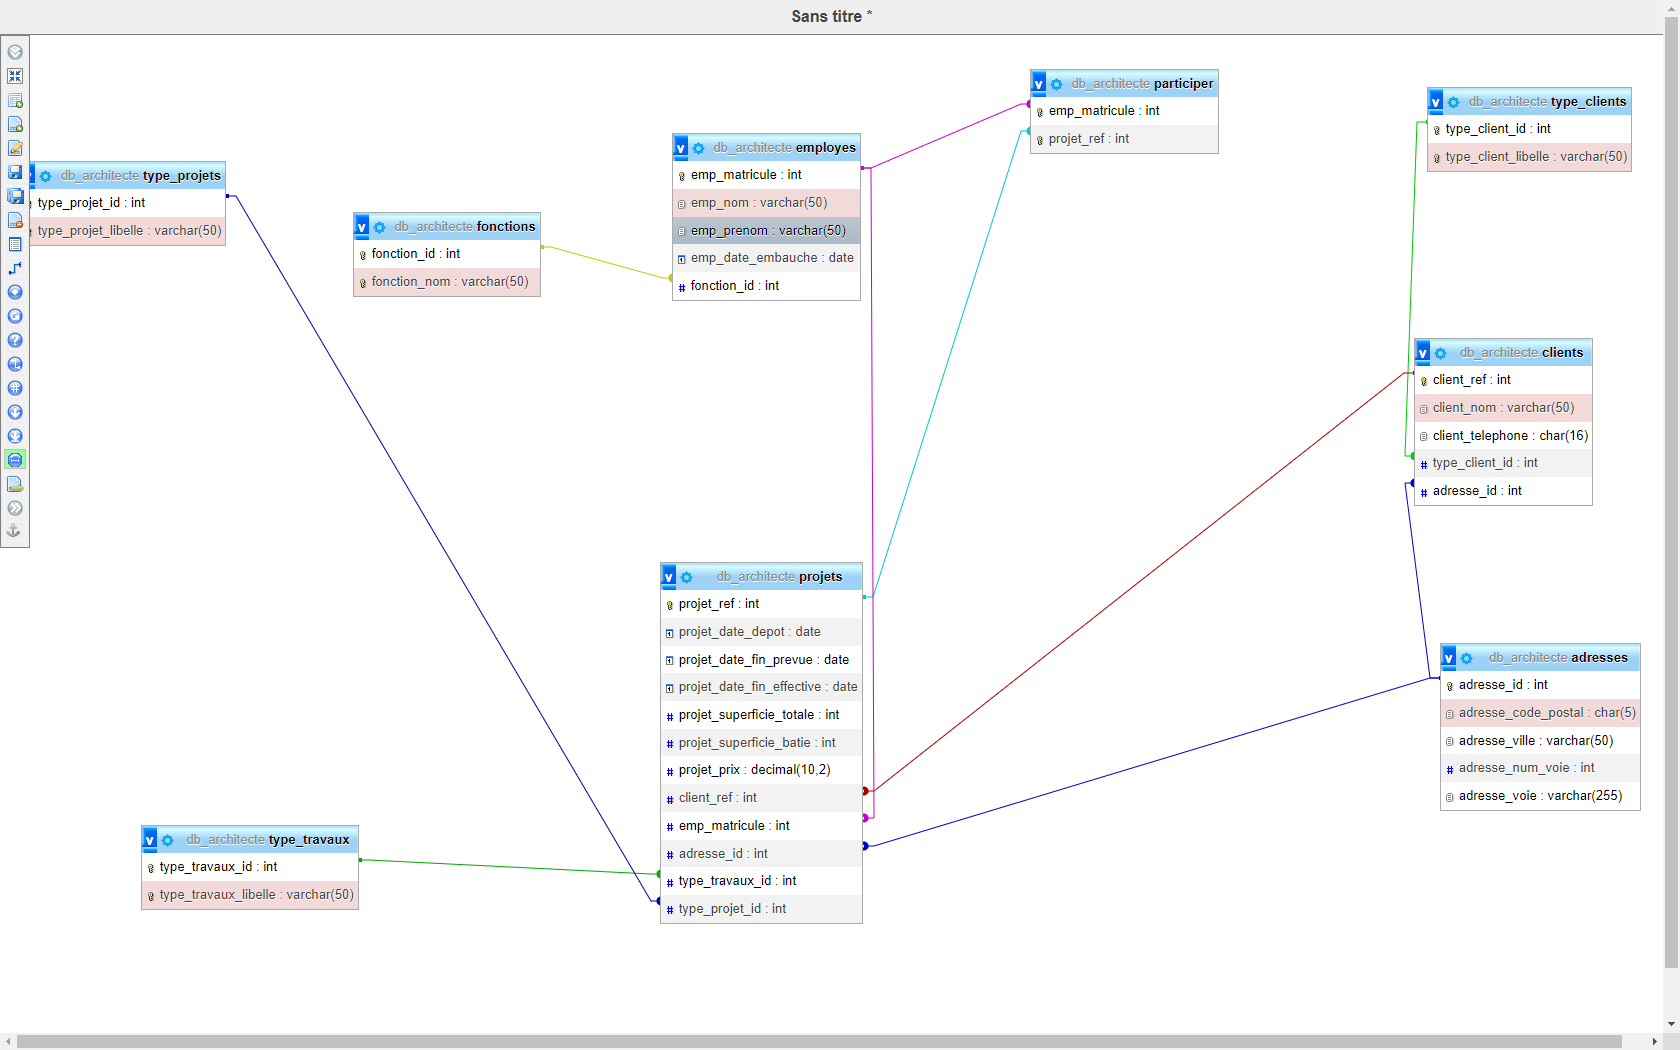 Sans titre *
db_architecte participer
emp_matricule : int
projet_ref : int
db_architecte type_clients
type_client_id : int
type_client_libelle : varchar(50)
db_architecte employes
emp_matricule : int
emp_nom : varchar(50)
emp_prenom : varchar(50)
emp_date_embauche : date
fonction_id : int
db_architecte type_projets
type_projet_id : int
type_projet_libelle : varchar(50)
db_architecte fonctions
fonction_id : int
fonction_nom : varchar(50)
db_architecte clients
client_ref : int
client_nom : varchar(50)
client_telephone : char(16)
type_client_id : int
adresse_id : int
db_architecte projets
projet_ref : int
projet_date_depot : date
projet_date_fin_prevue : date
projet_date_fin_effective : date
projet_superficie_totale : int
projet_superficie_batie : int
projet_prix : decimal(10,2)
client_ref : int
emp_matricule : int
adresse_id : int
type_travaux_id : int
type_projet_id : int
db_architecte adresses
adresse_id : int
adresse_code_postal : char(5)
adresse_ville : varchar(50)
adresse_num_voie : int
adresse_voie : varchar(255)
db_architecte type_travaux
type_travaux_id : int
type_travaux_libelle : varchar(50)